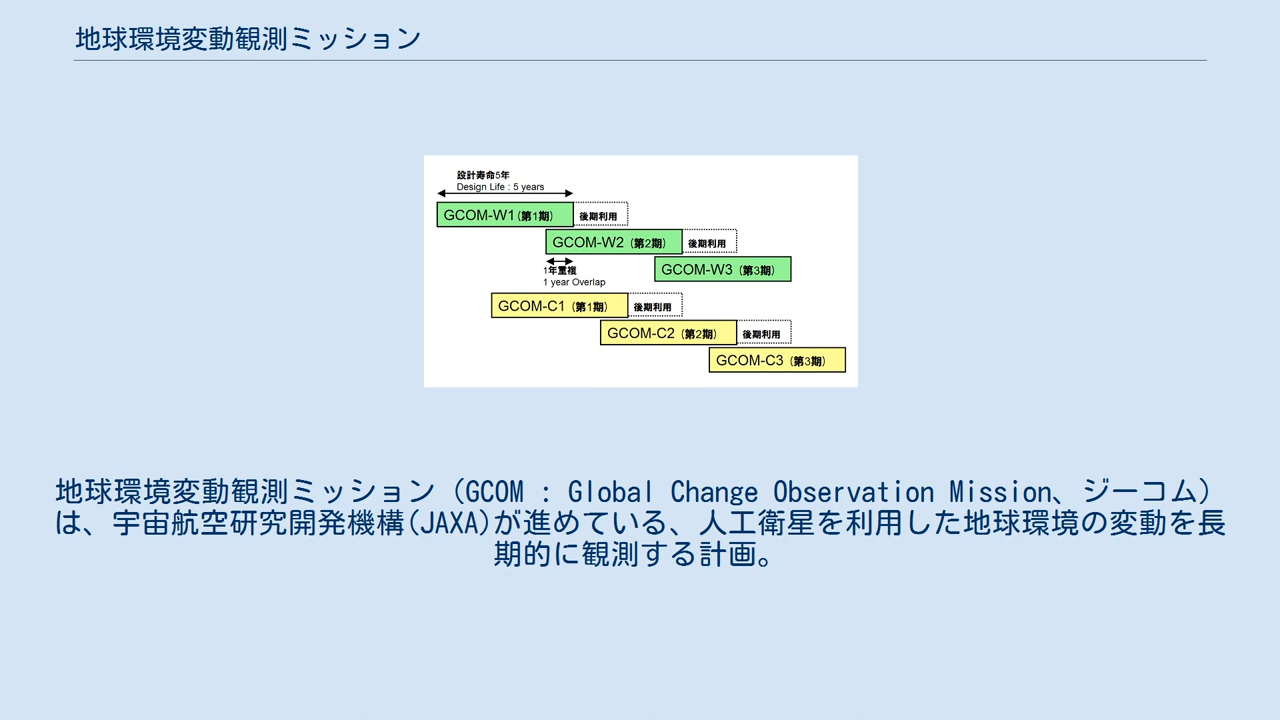 地球環境変動観測ミッション
設計寿命5年
Design Life : 5 years
GCOM-W1 (第1期) 後期利用
GCOM-W2 (第2期) 後期利用
GCOM-W3 (第3期)
1年重複
1 year Overlap
GCOM-C1 (第1期) 後期利用
GCOM-C2 (第2期) 後期利用
GCOM-C3 (第3期)
地球環境変動観測ミッション（GCOM : Global Change Observation Mission、ジーコム）
は、宇宙航空研究開発機構(JAXA)が進めている、人工衛星を利用した地球環境の変動を長
期的に観測する計画。